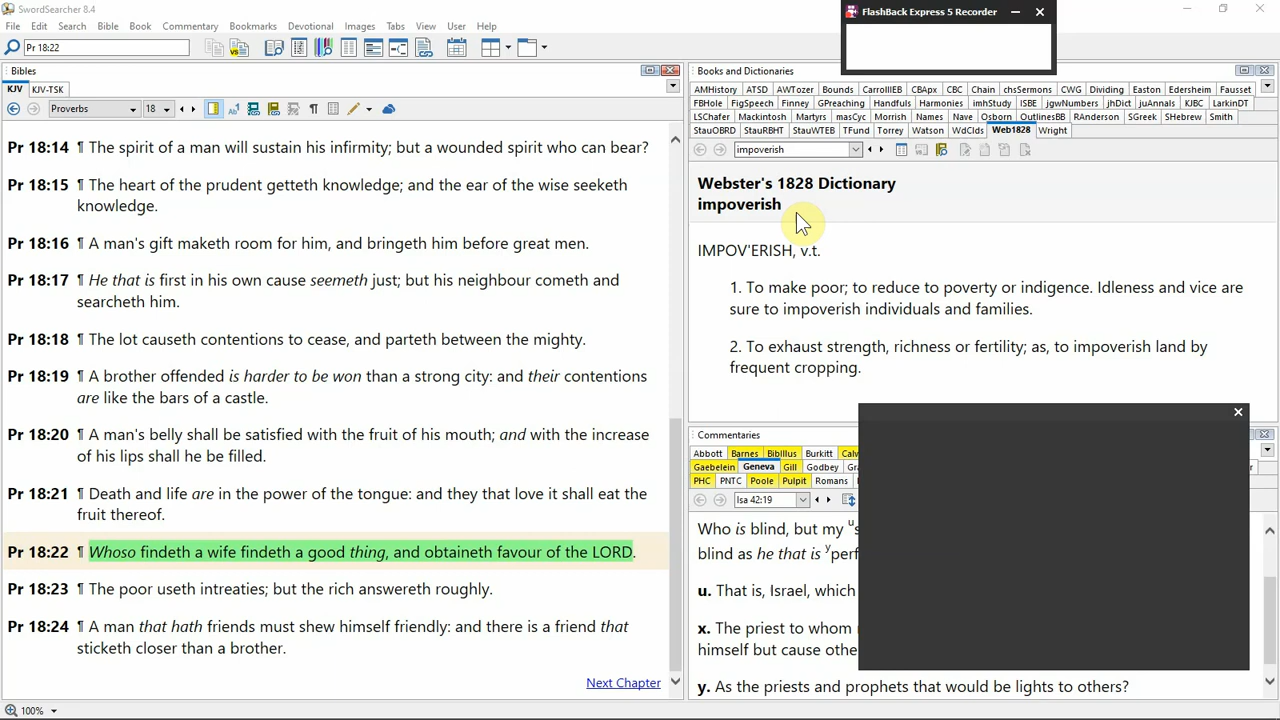 SwordSearcher 8.4
FlashBack Express 5 Recorder
File Edit Search Bible Book Commentary Bookmarks Devotional Images Tabs View User Help
Pr 18:22
VS
Bibles
KJV KJV-TSK
Proverbs 18
Pr 18:14 ¶ The spirit of a man will sustain his infirmity; but a wounded spirit who can bear?
Pr 18:15 ¶ The heart of the prudent getteth knowledge; and the ear of the wise seeketh
knowledge.
Pr 18:16 ¶ A man's gift maketh room for him, and bringeth him before great men.
Pr 18:17 ¶ He that is first in his own cause seemeth just; but his neighbour cometh and
searcheth him.
Pr 18:18 ¶ The lot causeth contentions to cease, and parteth between the mighty.
Pr 18:19 ¶ A brother offended is harder to be won than a strong city: and their contentions
are like the bars of a castle.
Pr 18:20 ¶ A man's belly shall be satisfied with the fruit of his mouth; and with the increase
of his lips shall he be filled.
Pr 18:21 ¶ Death and life are in the power of the tongue: and they that love it shall eat the
fruit thereof.
Pr 18:22 ¶ Whoso findeth a wife findeth a good thing, and obtaineth favour of the LORD.
Pr 18:23 ¶ The poor useth intreaties; but the rich answereth roughly.
Pr 18:24 ¶ A man that hath friends must shew himself friendly: and there is a friend that
sticketh closer than a brother.
Next Chapter
100%
Books and Dictionaries
AMHistory ATSD AWTozer Bounds CarrollIEB CBApx CBC Chain chsSermons CWG Dividing Easton Edersheim Fausset
FBHole FigSpeech Finney GPreaching Handfuls Harmonies imhStudy ISBE jgwNumbers jhDict juAnnals KJBC LarkinDT
LSChafer Mackintosh Martyrs masCyc Morrish Names Nave Osborn OutlinesBB RAnderson SGreek SHebrew Smith
StauOBRD StauRBHT StauWTEB TFund Torrey Watson WdClds Web1828 Wright
impoverish
Webster's 1828 Dictionary
impoverish
IMPOV'ERISH, v.t.
1. To make poor; to reduce to poverty or indigence. Idleness and vice are
sure to impoverish individuals and families.
2. To exhaust strength, richness or fertility; as, to impoverish land by
frequent cropping.
Commentaries
Abbott Barnes BibIllus Burkitt
Gaebelein Geneva Gill Godbey
PHC PNTC Poole Pulpit Romans
Isa 42:19
Who is blind, but my u
blind as he that is y perf
u. That is, Israel, which
x. The priest to whom
himself but cause othe
y. As the priests and prophets that would be lights to others?